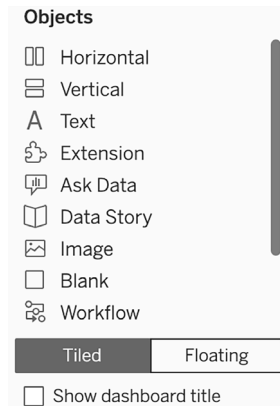 Objects
Horizontal
Vertical
Text
Extension
Ask Data
Data Story
Image
Blank
Workflow
Tiled Floating
Show dashboard title